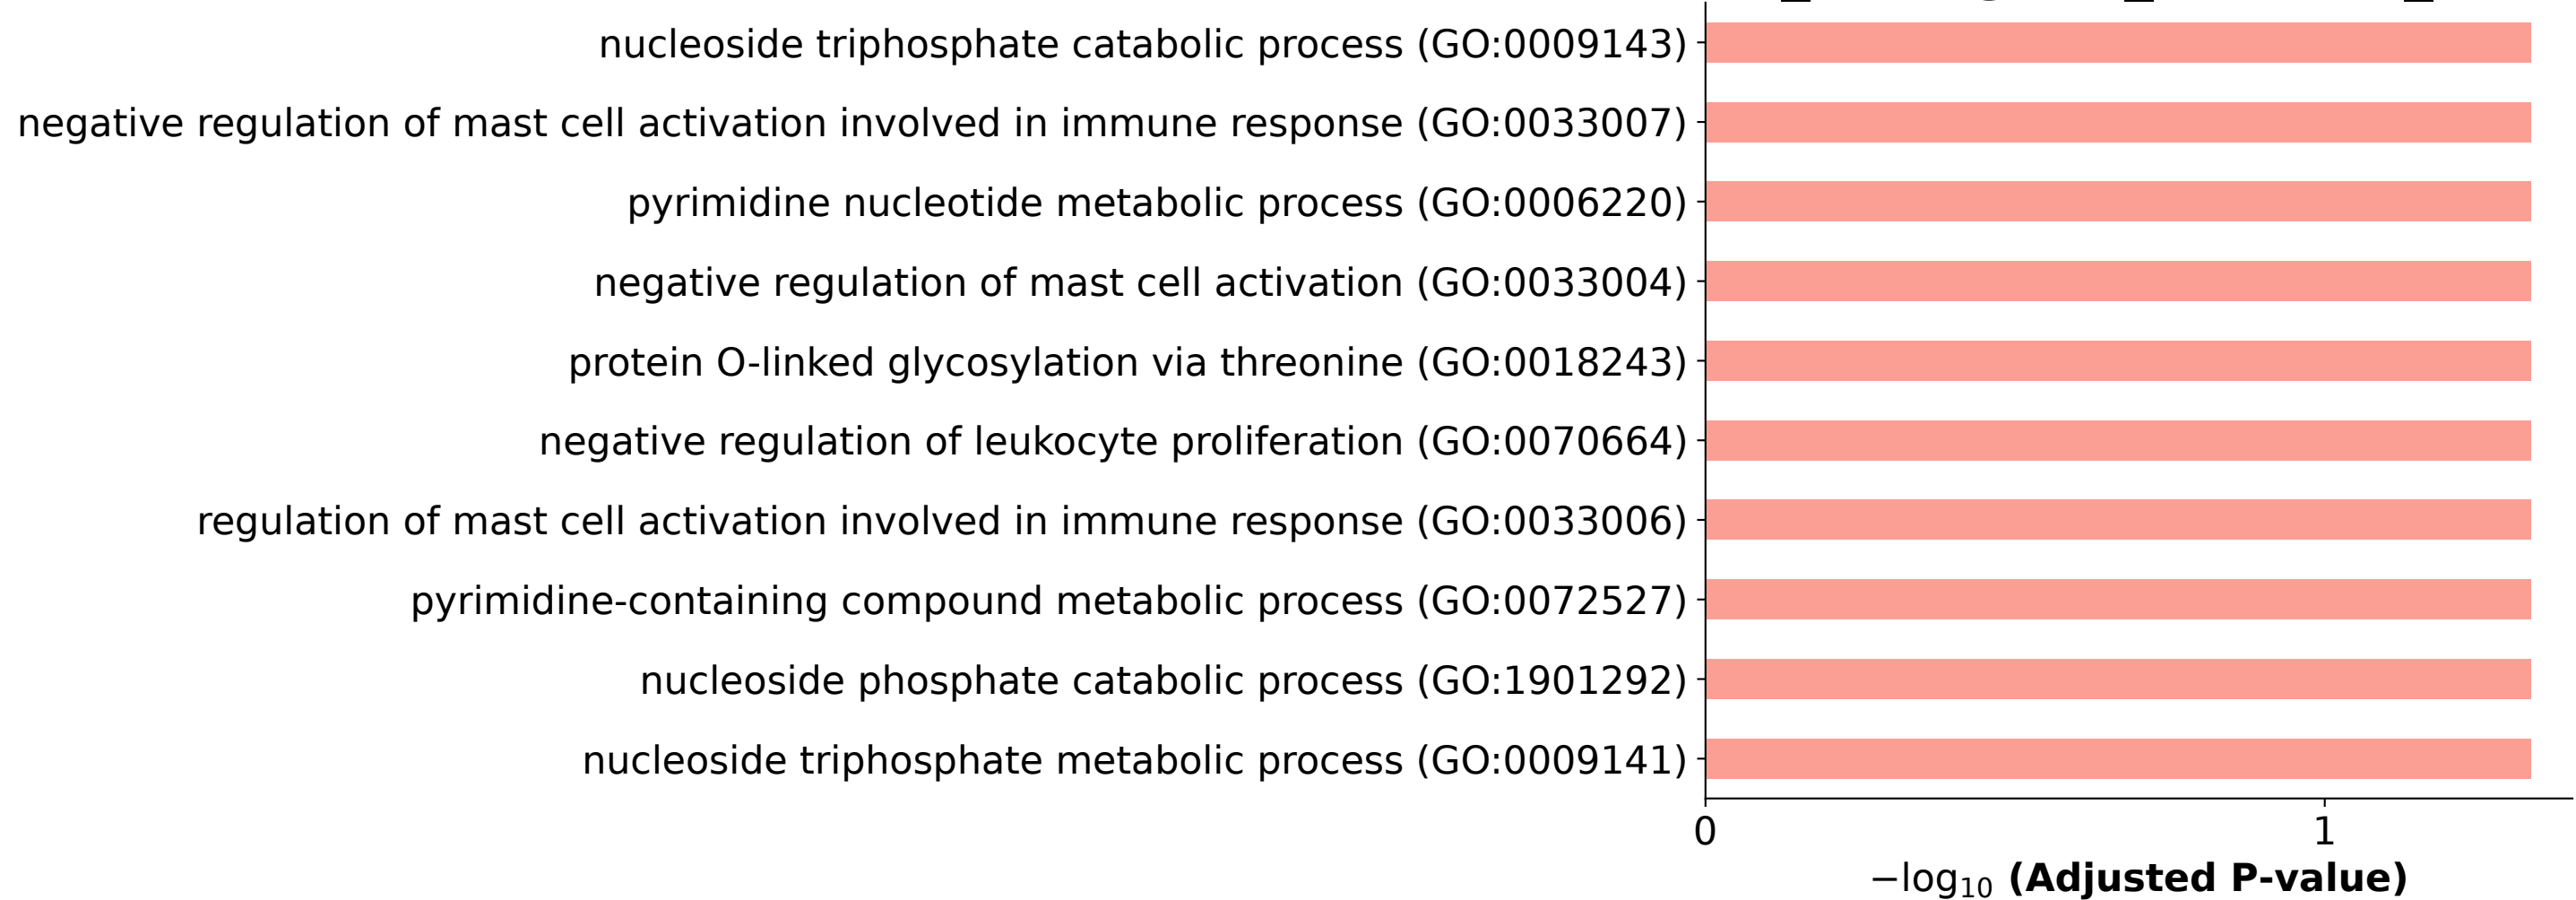 nucleoside triphosphate catabolic process (GO:0009143)
negative regulation of mast cell activation involved in immune response (GO:0033007)
pyrimidine nucleotide metabolic process (GO:0006220)
negative regulation of mast cell activation (GO:0033004)
protein O-linked glycosylation via threonine (GO:0018243)
negative regulation of leukocyte proliferation (GO:0070664)
regulation of mast cell activation involved in immune response (GO:0033006)
pyrimidine-containing compound metabolic process (GO:0072527)
nucleoside phosphate catabolic process (GO:1901292)
nucleoside triphosphate metabolic process (GO:0009141)
0 1
−log₁₀ (Adjusted P-value)